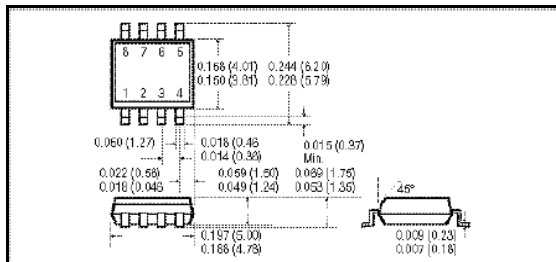 8 7 6 5
0.158 (4.01) 0.244 (6.20)
0.150 (3.81) 0.228 (5.79)
1 2 3 4
0.050 (1.27) 0.018 (0.46 0.015 (0.37)
0.014 (0.36) Min.
0.022 (0.56) 0.059 (1.50) 0.069 (1.75)
0.018 (0.046 0.049 (1.24) 0.053 (1.35)
45°
0.197 (5.00) 0.009 (0.23)
0.188 (4.78) 0.007 (0.18)